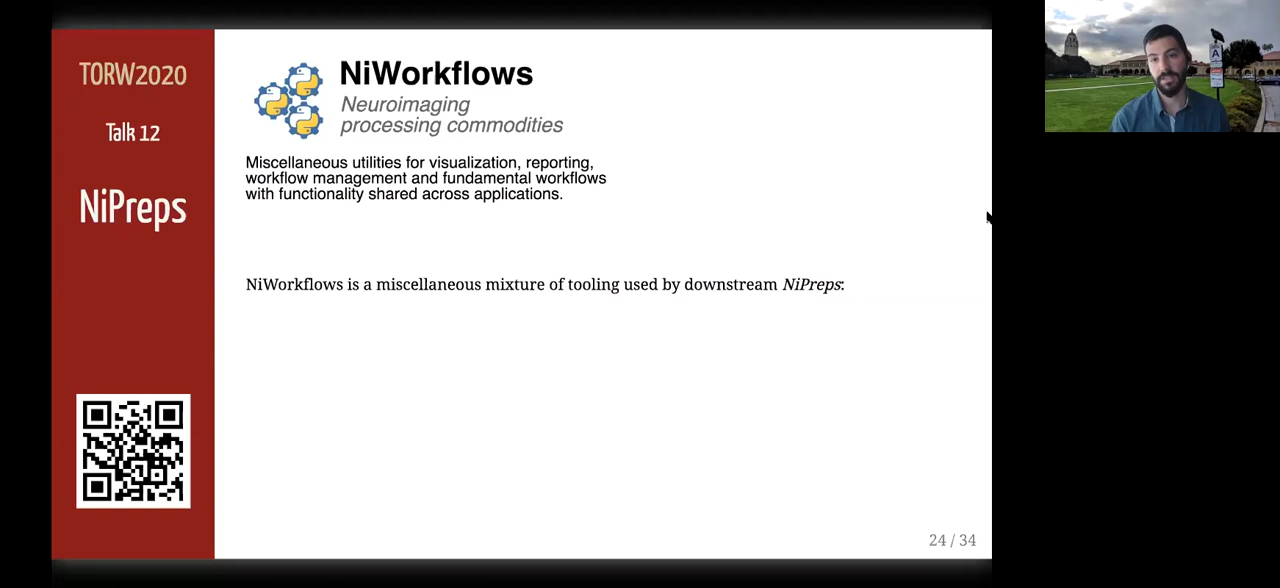 TORW2020
Talk 12
NiPreps
NiWorkflows
Neuroimaging
processing commodities
Miscellaneous utilities for visualization, reporting,
workflow management and fundamental workflows
with functionality shared across applications.
NiWorkflows is a miscellaneous mixture of tooling used by downstream NiPreps:
24 / 34
A